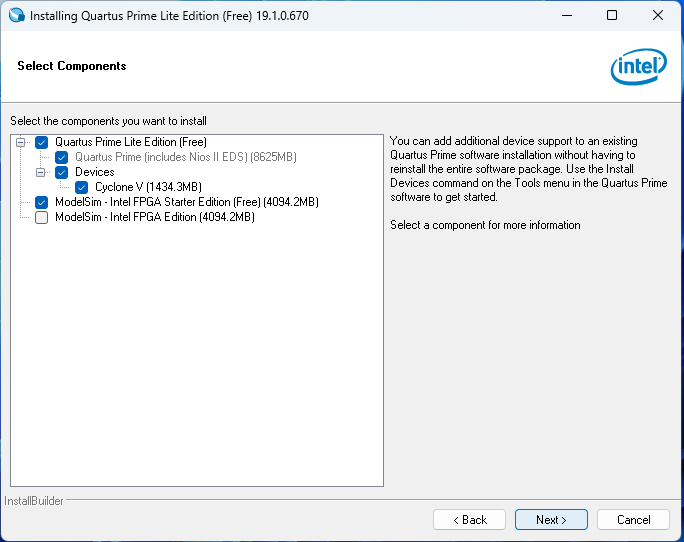 Installing Quartus Prime Lite Edition (Free) 19.1.0.670
Select Components
intel
Select the components you want to install
Quartus Prime Lite Edition (Free)
Quartus Prime (includes Nios II EDS) (8625MB)
Devices
Cyclone V (1434.3MB)
ModelSim - Intel FPGA Starter Edition (Free) (4094.2MB)
ModelSim - Intel FPGA Edition (4094.2MB)
You can add additional device support to an existing
Quartus Prime software installation without having to
reinstall the entire software package. Use the Install
Devices command on the Tools menu in the Quartus Prime
software to get started.
Select a component for more information
InstallBuilder
< Back
Next >
Cancel